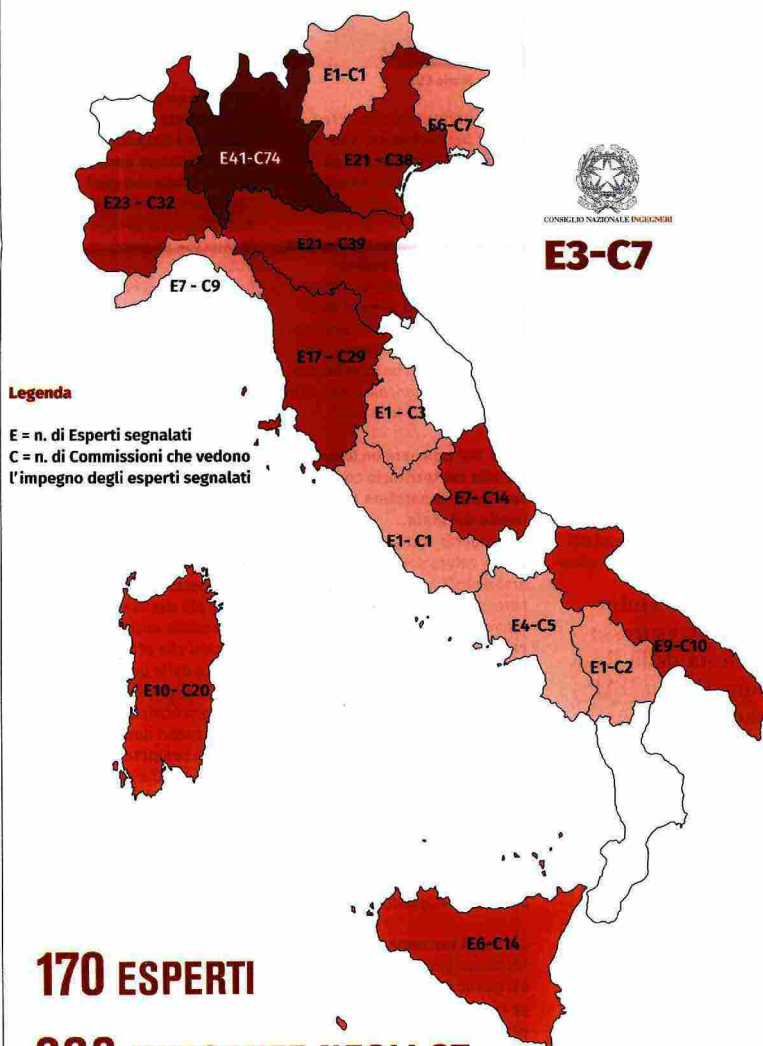 E1-C1
E6-C7
E41-C74
E21 - C38
E23 - C32
CONSIGLIO NAZIONALE INGEGNERI
E3-C7
E21 - C39
E7 - C9
E17 - C29
Legenda
E1 - C3
E = n. di Esperti segnalati
C = n. di Commissioni che vedono
l'impegno degli esperti segnalati
E7- C14
E1- C1
E4-C5
E9-C10
E1-C2
E10- C20
E6-C14
170 ESPERTI